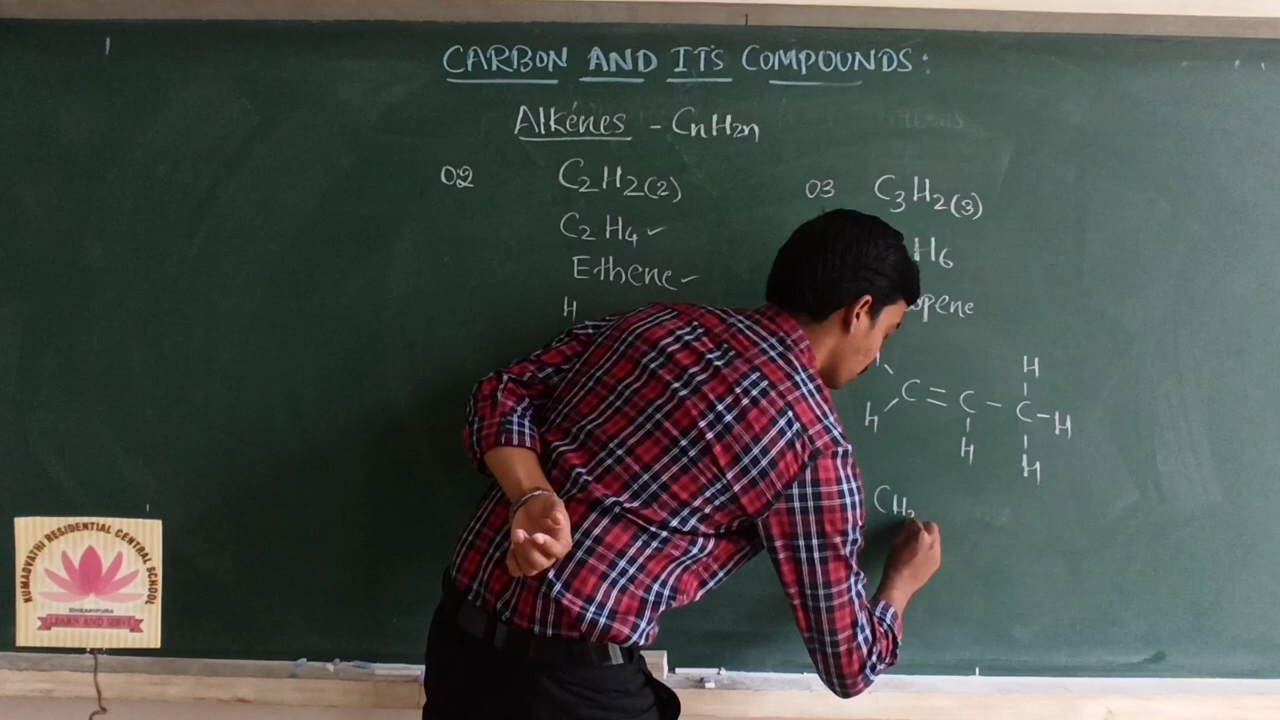 CARBON AND ITS COMPOUNDS:
Alkenes - CnH2n
02 C2H2(2)
C2H4 ✓
Ethene
H
03 C3H2(3)
H6
opene
H
C = C - C - H
H H H
CH2
KUMADVATHI RESIDENTIAL CENTRAL SCHOOL
SHIKARIPURA
LEARN AND SERVE